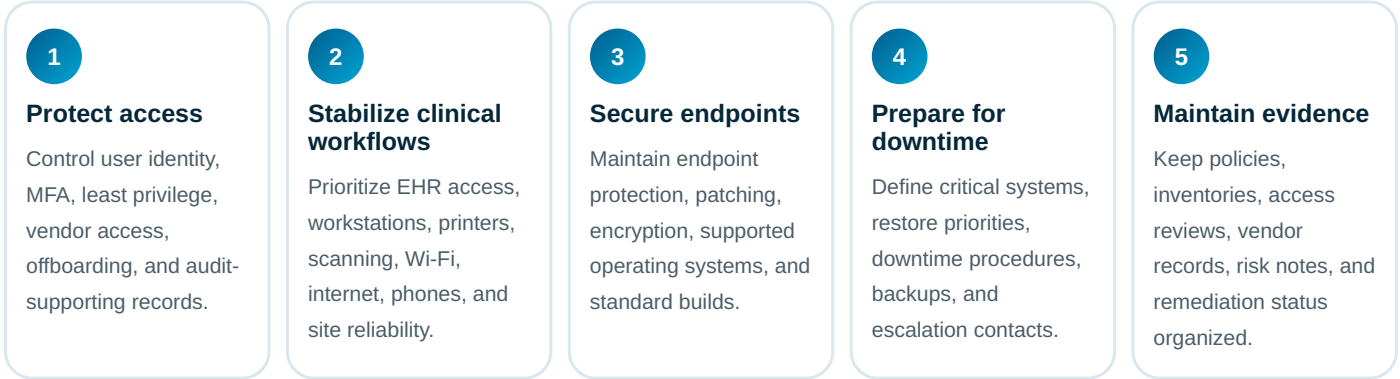 1
Protect access
Control user identity,
MFA, least privilege,
vendor access,
offboarding, and audit-
supporting records.
2
Stabilize clinical
workflows
Prioritize EHR access,
workstations, printers,
scanning, Wi-Fi,
internet, phones, and
site reliability.
3
Secure endpoints
Maintain endpoint
protection, patching,
encryption, supported
operating systems, and
standard builds.
4
Prepare for
downtime
Define critical systems,
restore priorities,
downtime procedures,
backups, and
escalation contacts.
5
Maintain evidence
Keep policies,
inventories, access
reviews, vendor
records, risk notes, and
remediation status
organized.